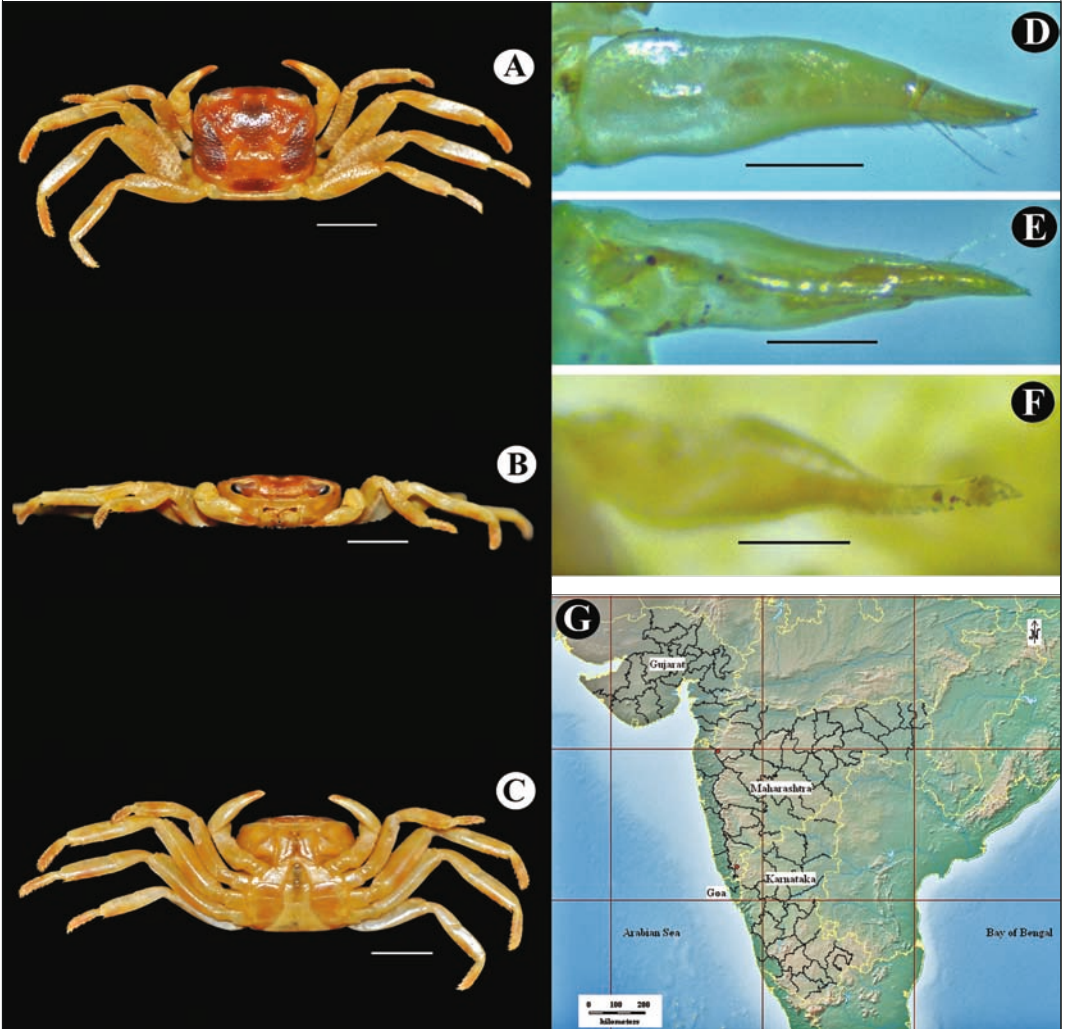 A
B
C
D
E
F
G
N
Gujarat
Maharashtra
Karnataka
Goa
Arabian Sea
Bay of Bengal
0 100 200
kilometers